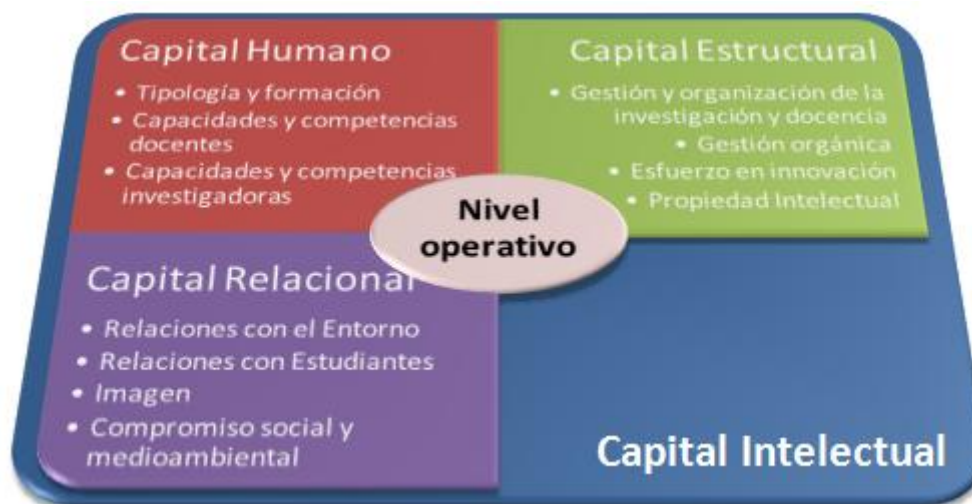 Capital Humano
• Tipología y formación
• Capacidades y competencias
docentes
• Capacidades y competencias
investigadoras
Capital Estructural
• Gestión y organización de la
investigación y docencia
• Gestión orgánica
• Esfuerzo en innovación
• Propiedad Intelectual
Nivel
operativo
Capital Relacional
• Relaciones con el Entorno
• Relaciones con Estudiantes
• Imagen
• Compromiso social y
medioambiental
Capital Intelectual